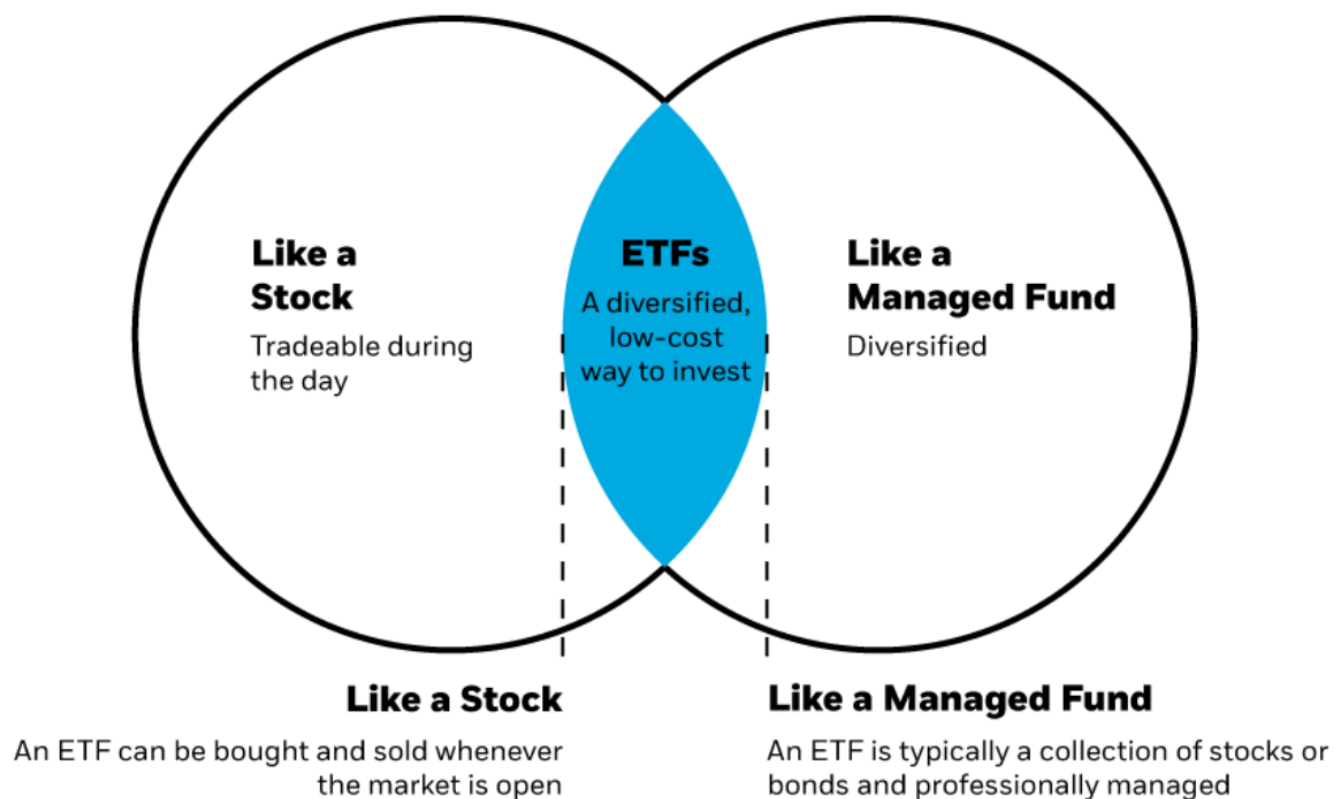 Like a
Stock
Tradeable during
the day
ETFs
A diversified,
low-cost
way to invest
Like a
Managed Fund
Diversified
Like a Stock
An ETF can be bought and sold whenever
the market is open
Like a Managed Fund
An ETF is typically a collection of stocks or
bonds and professionally managed